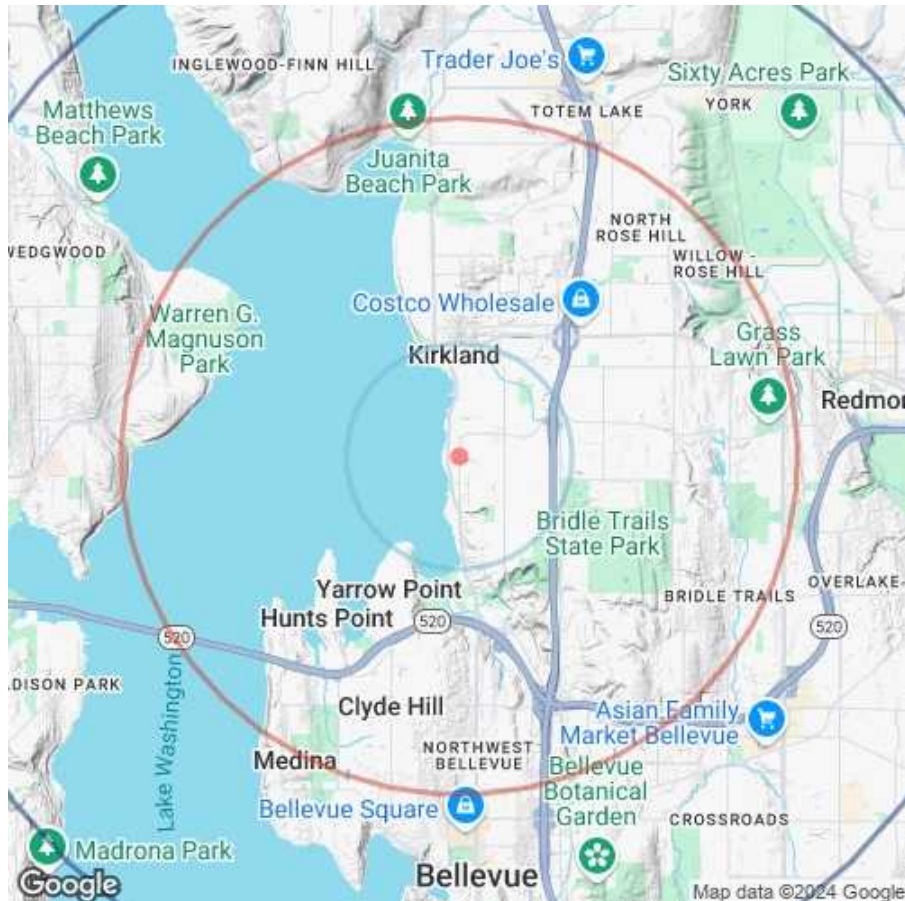 Trader Joe's
INGLEWOOD-FINN HILL
Sixty Acres Park
Matthews
Beach Park
TOTEM LAKE
YORK
Juanita
Beach Park
NORTH
ROSE HILL
WEDGWOOD
WILLOW -
ROSE HILL
Warren G.
Magnuson
Park
Costco Wholesale
Kirkland
Grass
Lawn Park
Redmor
Bridle Trails
State Park
Yarrow Point
Hunts Point
BRIDLE TRAILS
OVERLAKE-
520
520
520
ADISON PARK
Lake Washington
Clyde Hill
Asian Family
Market Bellevue
Medina
NORTHWEST
BELLEVUE
Bellevue
Botanical
Garden
Bellevue Square
CROSSROADS
Madrona Park
Bellevue
Google
Map data ©2024 Google